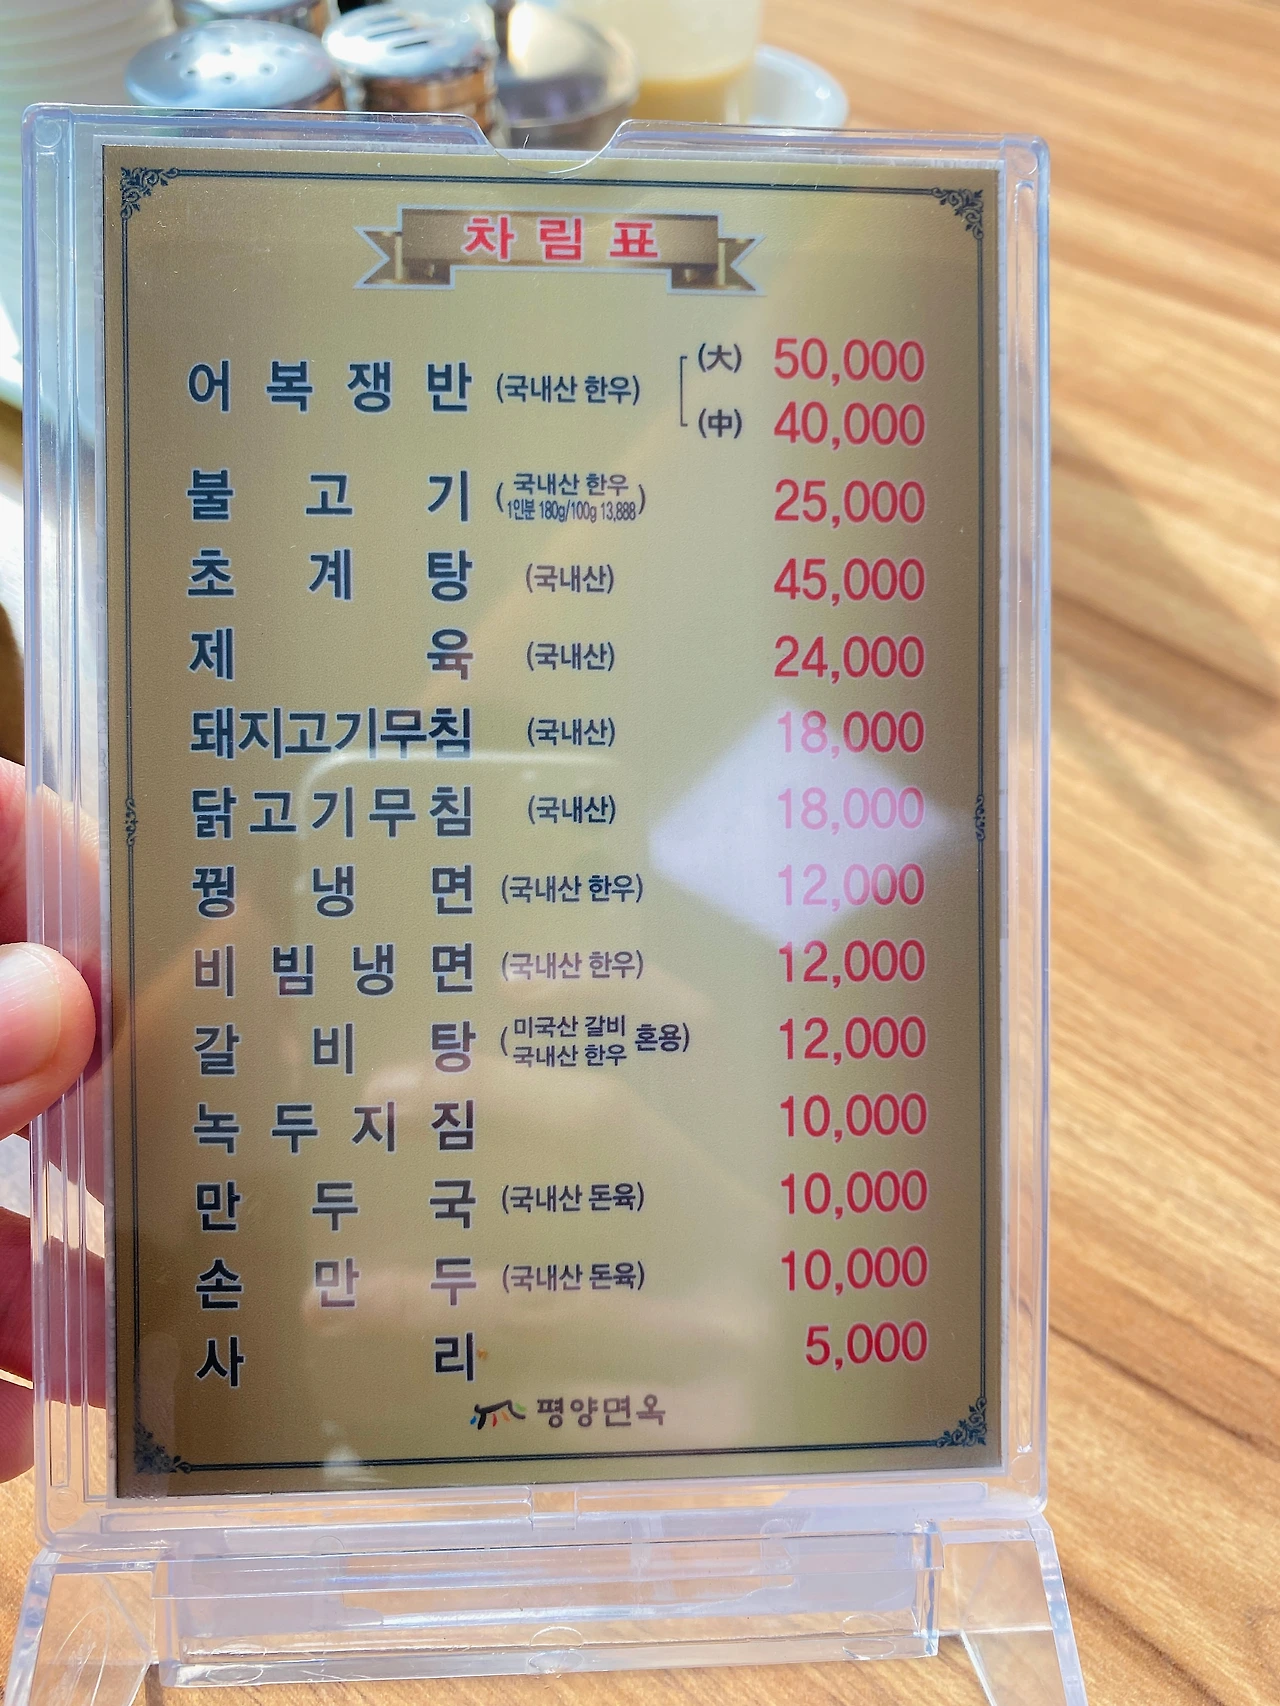 차림표
어복쟁반 (국내산 한우) (大) 50,000
(中) 40,000
불고기 (국내산 한우 1인분 180g/100g 13,888) 25,000
초계탕 (국내산) 45,000
제육 (국내산) 24,000
돼지고기무침 (국내산) 18,000
닭고기무침 (국내산) 18,000
꿩냉면 (국내산 한우) 12,000
비빔냉면 (국내산 한우) 12,000
갈비탕 (미국산 갈비 국내산 한우 혼용) 12,000
녹두지짐 10,000
만두국 (국내산 돈육) 10,000
손만두 (국내산 돈육) 10,000
사리 5,000
평양면옥